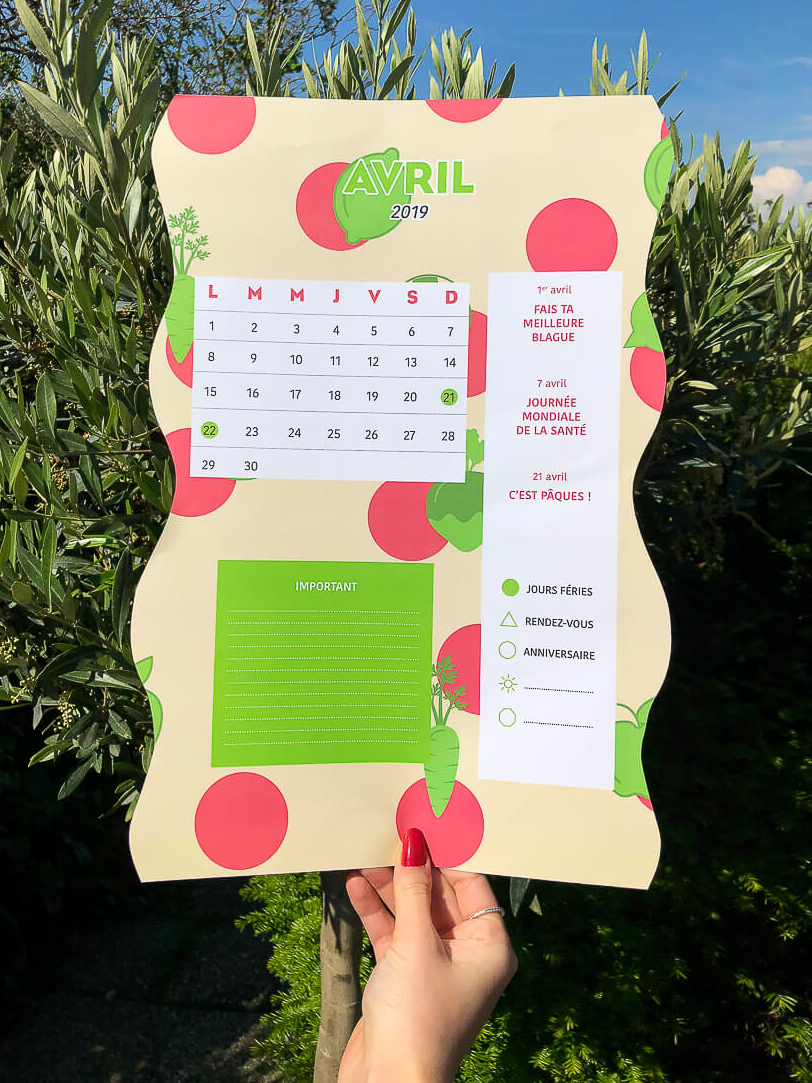 AVRIL
2019
L M M J V S D
1 2 3 4 5 6 7
8 9 10 11 12 13 14
15 16 17 18 19 20 21
22 23 24 25 26 27 28
29 30
1er avril
FAIS TA
MEILLEURE
BLAGUE
7 avril
JOURNÉE
MONDIALE
DE LA SANTÉ
21 avril
C'EST PÂQUES !
IMPORTANT
JOURS FÉRIES
RENDEZ-VOUS
ANNIVERSAIRE